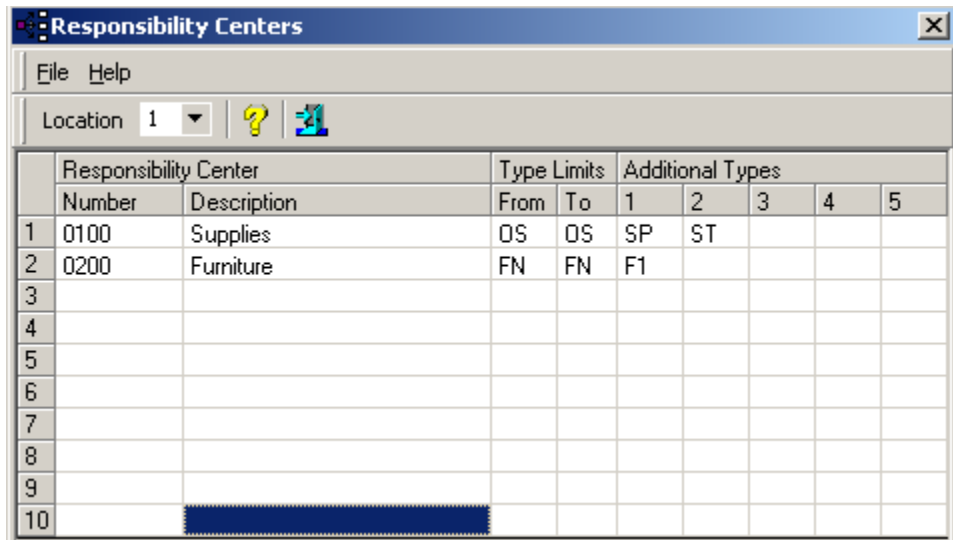 Responsibility Centers
File Help
Location 1
Responsibility Center Type Limits Additional Types
Number Description From To 1 2 3 4 5
1 0100 Supplies OS OS SP ST
2 0200 Furniture FN FN F1
3
4
5
6
7
8
9
10